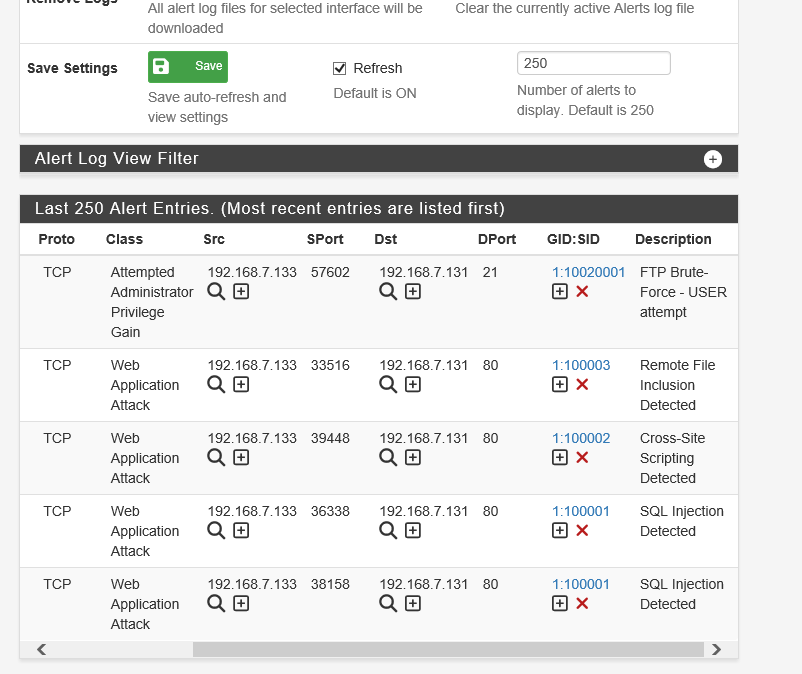 Remove Logs
All alert log files for selected interface will be
downloaded
Clear the currently active Alerts log file
Save Settings
Save
Save auto-refresh and
view settings
Refresh
Default is ON
250
Number of alerts to
display. Default is 250
Alert Log View Filter
Last 250 Alert Entries. (Most recent entries are listed first)
Proto Class Src SPort Dst DPort GID:SID Description
TCP Attempted 192.168.7.133 57602 192.168.7.131 21 1:10020001 FTP Brute-
Administrator Force - USER
Privilege attempt
Gain
TCP Web 192.168.7.133 33516 192.168.7.131 80 1:100003 Remote File
Application Inclusion
Attack Detected
TCP Web 192.168.7.133 39448 192.168.7.131 80 1:100002 Cross-Site
Application Scripting
Attack Detected
TCP Web 192.168.7.133 36338 192.168.7.131 80 1:100001 SQL Injection
Application Detected
Attack
TCP Web 192.168.7.133 38158 192.168.7.131 80 1:100001 SQL Injection
Application Detected
Attack